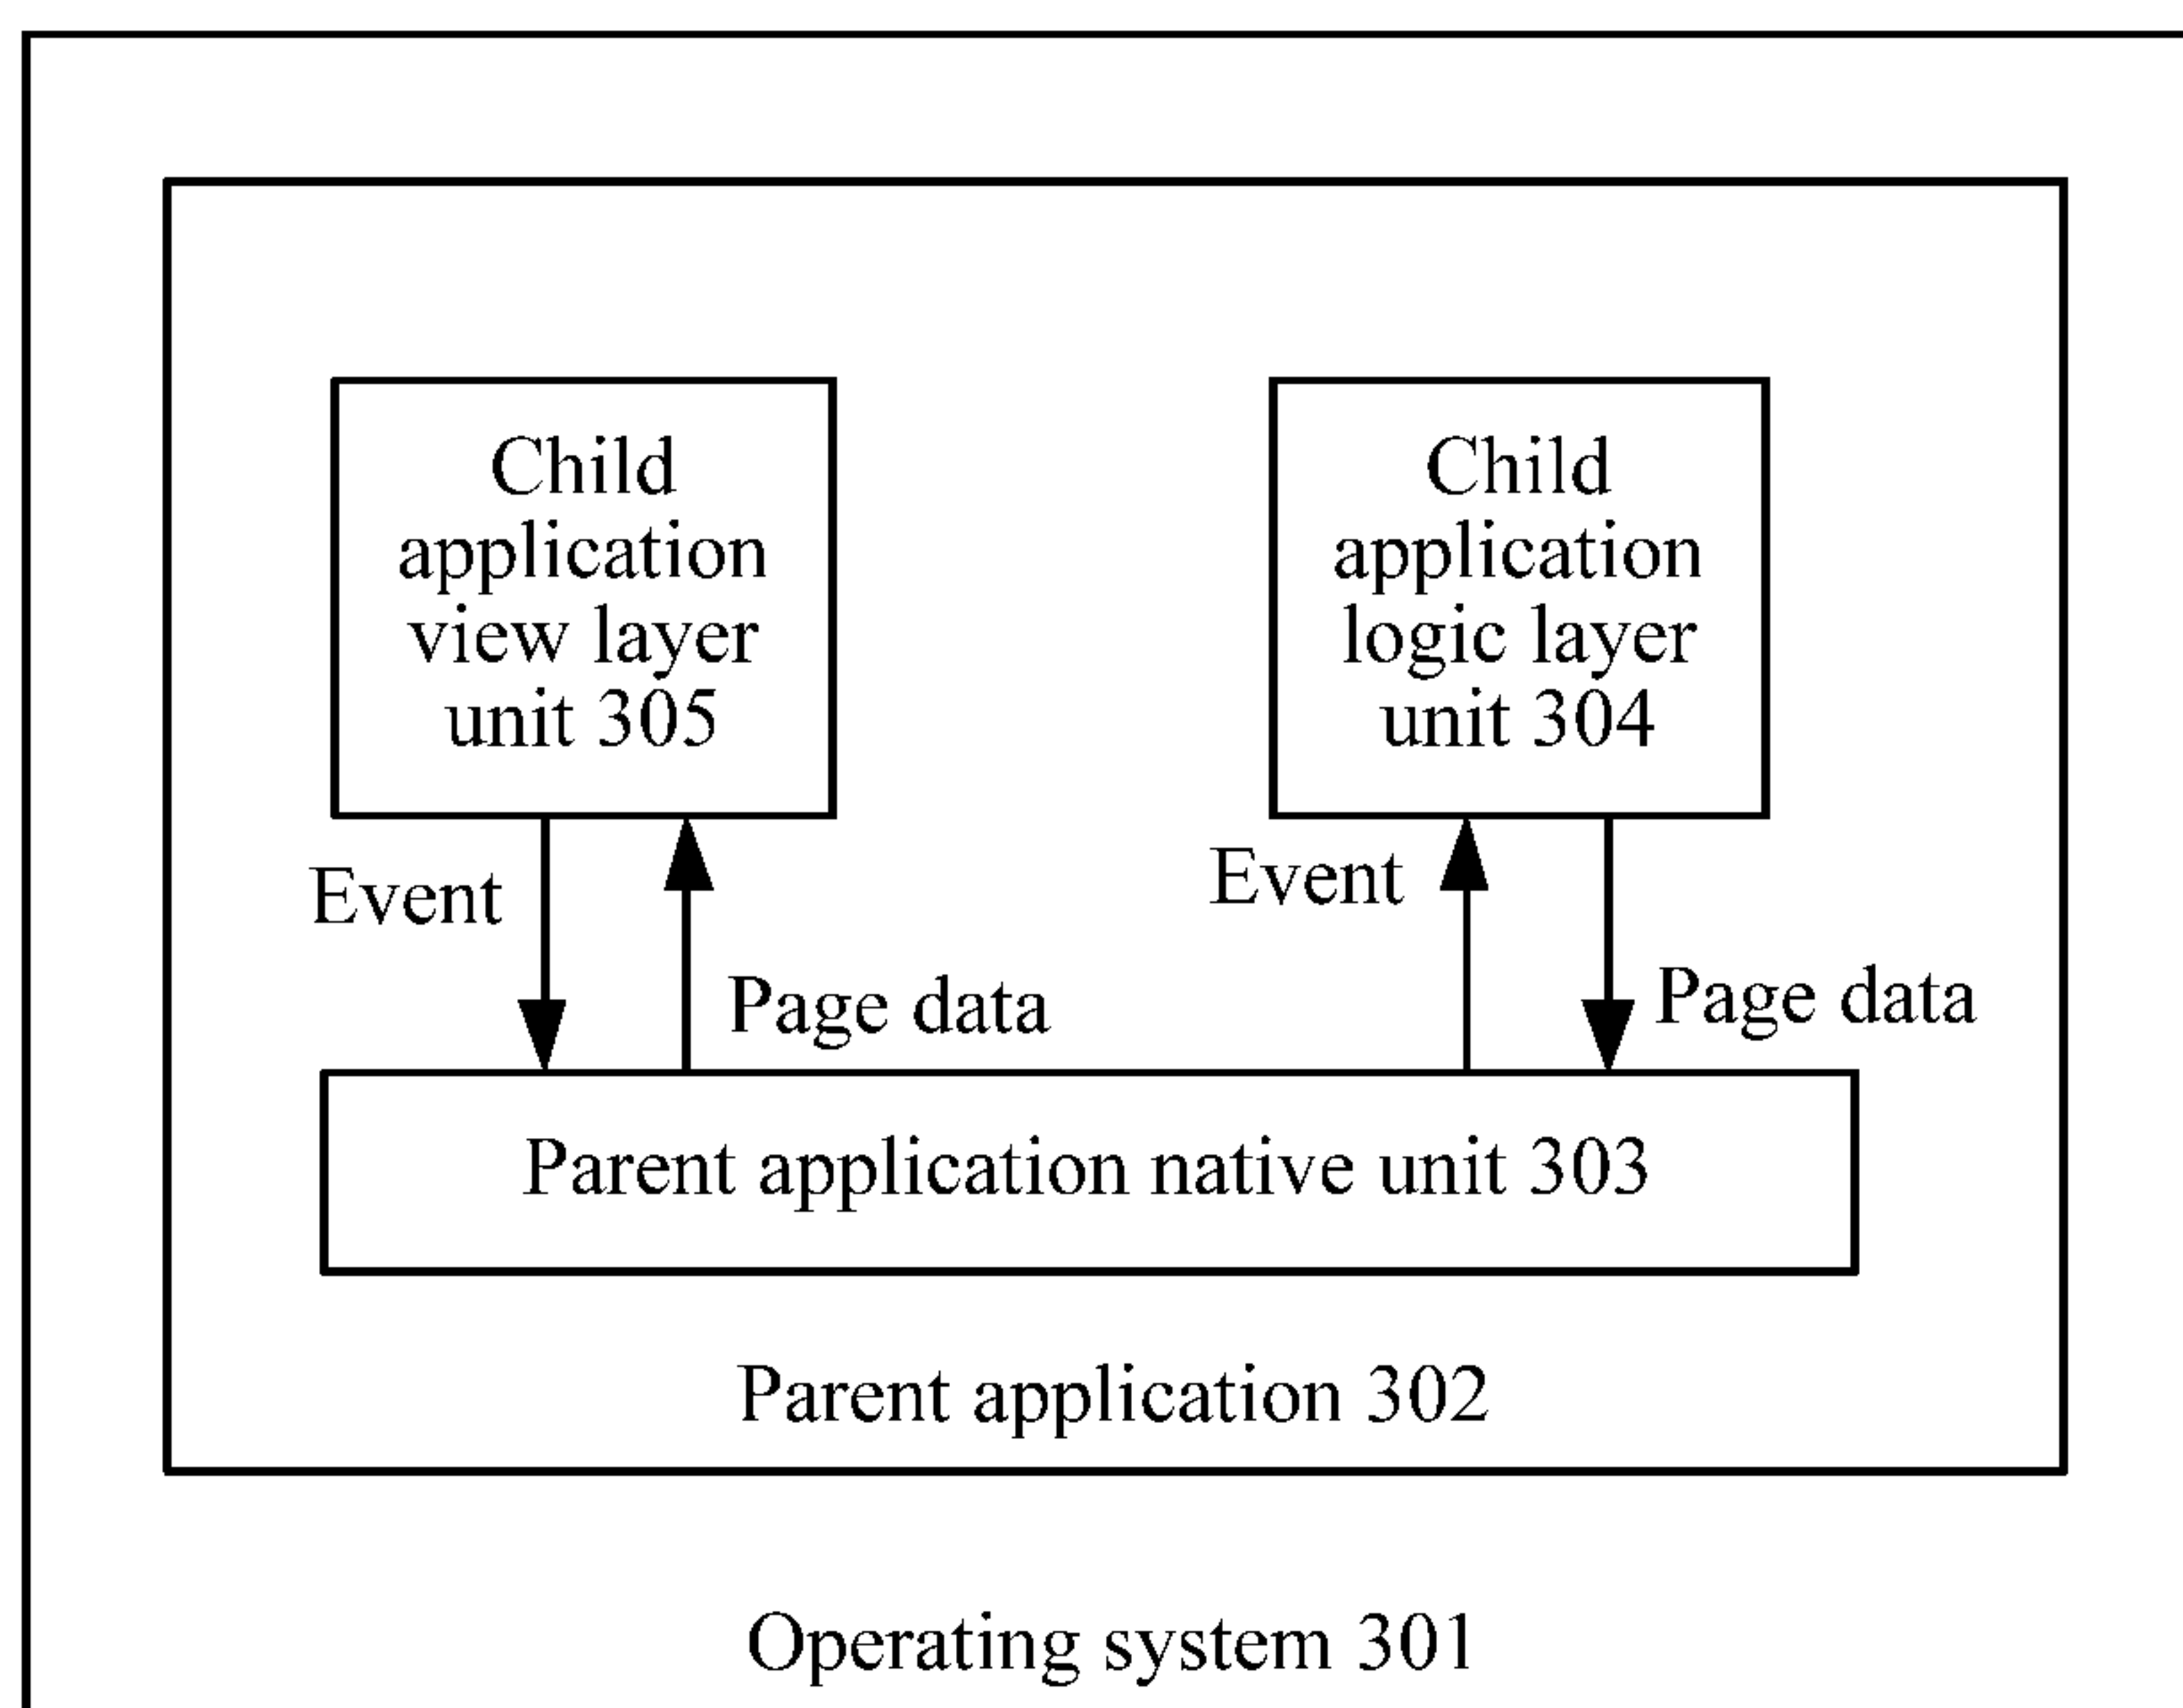 Child
application
view layer
unit 305
Child
application
logic layer
unit 304
Event
Page data
Event
Page data
Parent application native unit 303
Parent application 302
Operating system 301